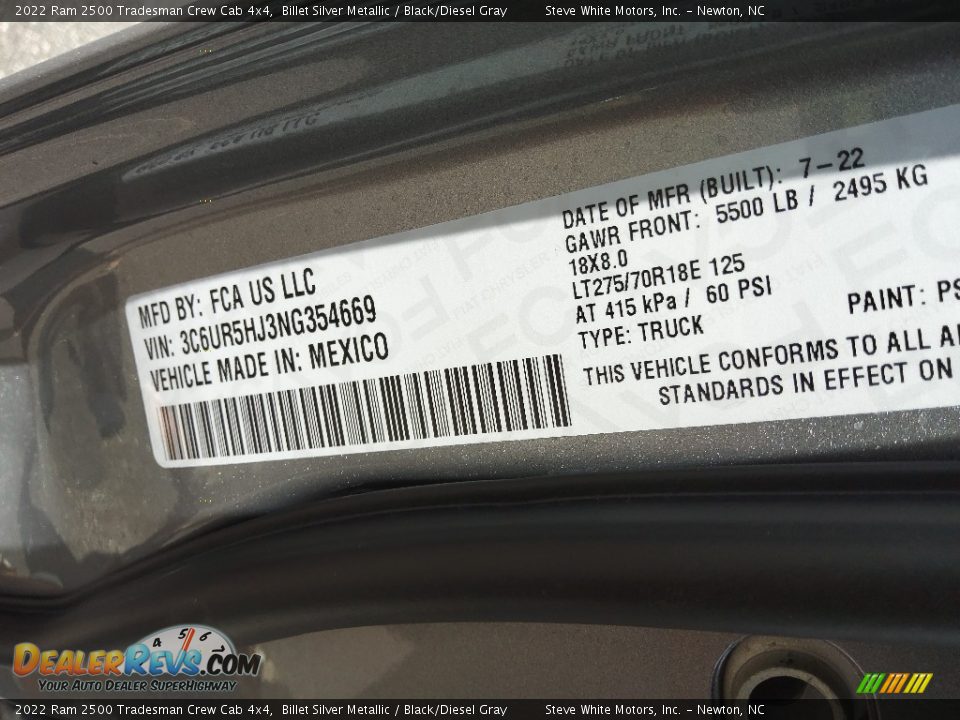 2022 Ram 2500 Tradesman Crew Cab 4x4, Billet Silver Metallic / Black/Diesel Gray Steve White Motors, Inc. – Newton, NC
MFD BY: FCA US LLC
VIN: 3C6UR5HJ3NG354669
VEHICLE MADE IN: MEXICO
DATE OF MFR (BUILT): 7-22
GAWR FRONT: 5500 LB / 2495 KG
18X8.0
LT275/70R18E 125
AT 415 kPa / 60 PSI
TYPE: TRUCK
PAINT:
THIS VEHICLE CONFORMS TO ALL
STANDARDS IN EFFECT ON
4 5 6
DealerRevs.com
Your Auto Dealer SuperHighway
2022 Ram 2500 Tradesman Crew Cab 4x4, Billet Silver Metallic / Black/Diesel Gray Steve White Motors, Inc. – Newton, NC